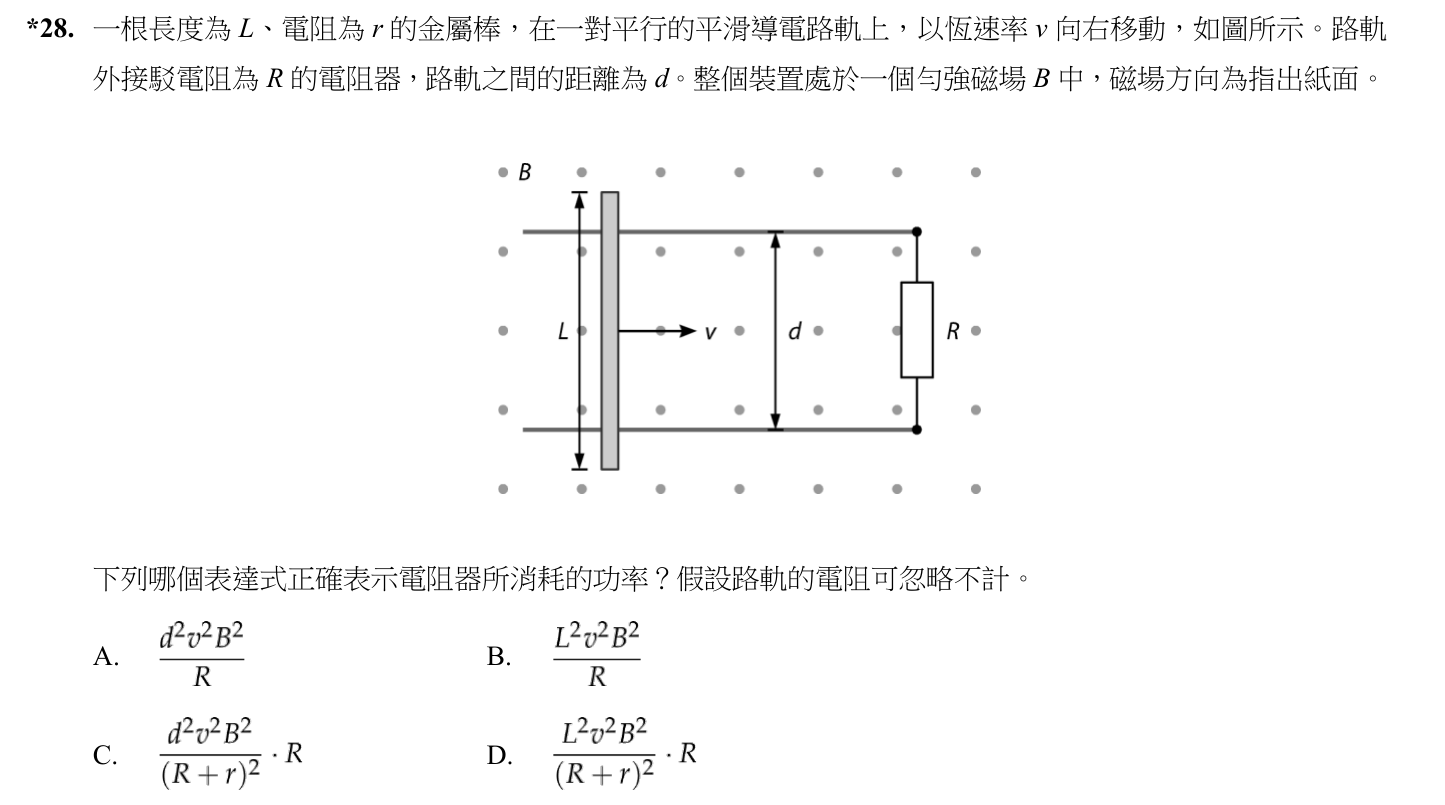 *28. 一根長度為 L、電阻為 r 的金屬棒，在一對平行的平滑導電路軌上，以恆速率 v 向右移動，如圖所示。路軌
外接駁電阻為 R 的電阻器，路軌之間的距離為 d。整個裝置處於一個勻強磁場 B 中，磁場方向為指出紙面。
B
L
v
d
R
下列哪個表達式正確表示電阻器所消耗的功率？假設路軌的電阻可忽略不計。
A. d²v²B²/R B. L²v²B²/R
C. d²v²B²/(R + r)² · R D. L²v²B²/(R + r)² · R